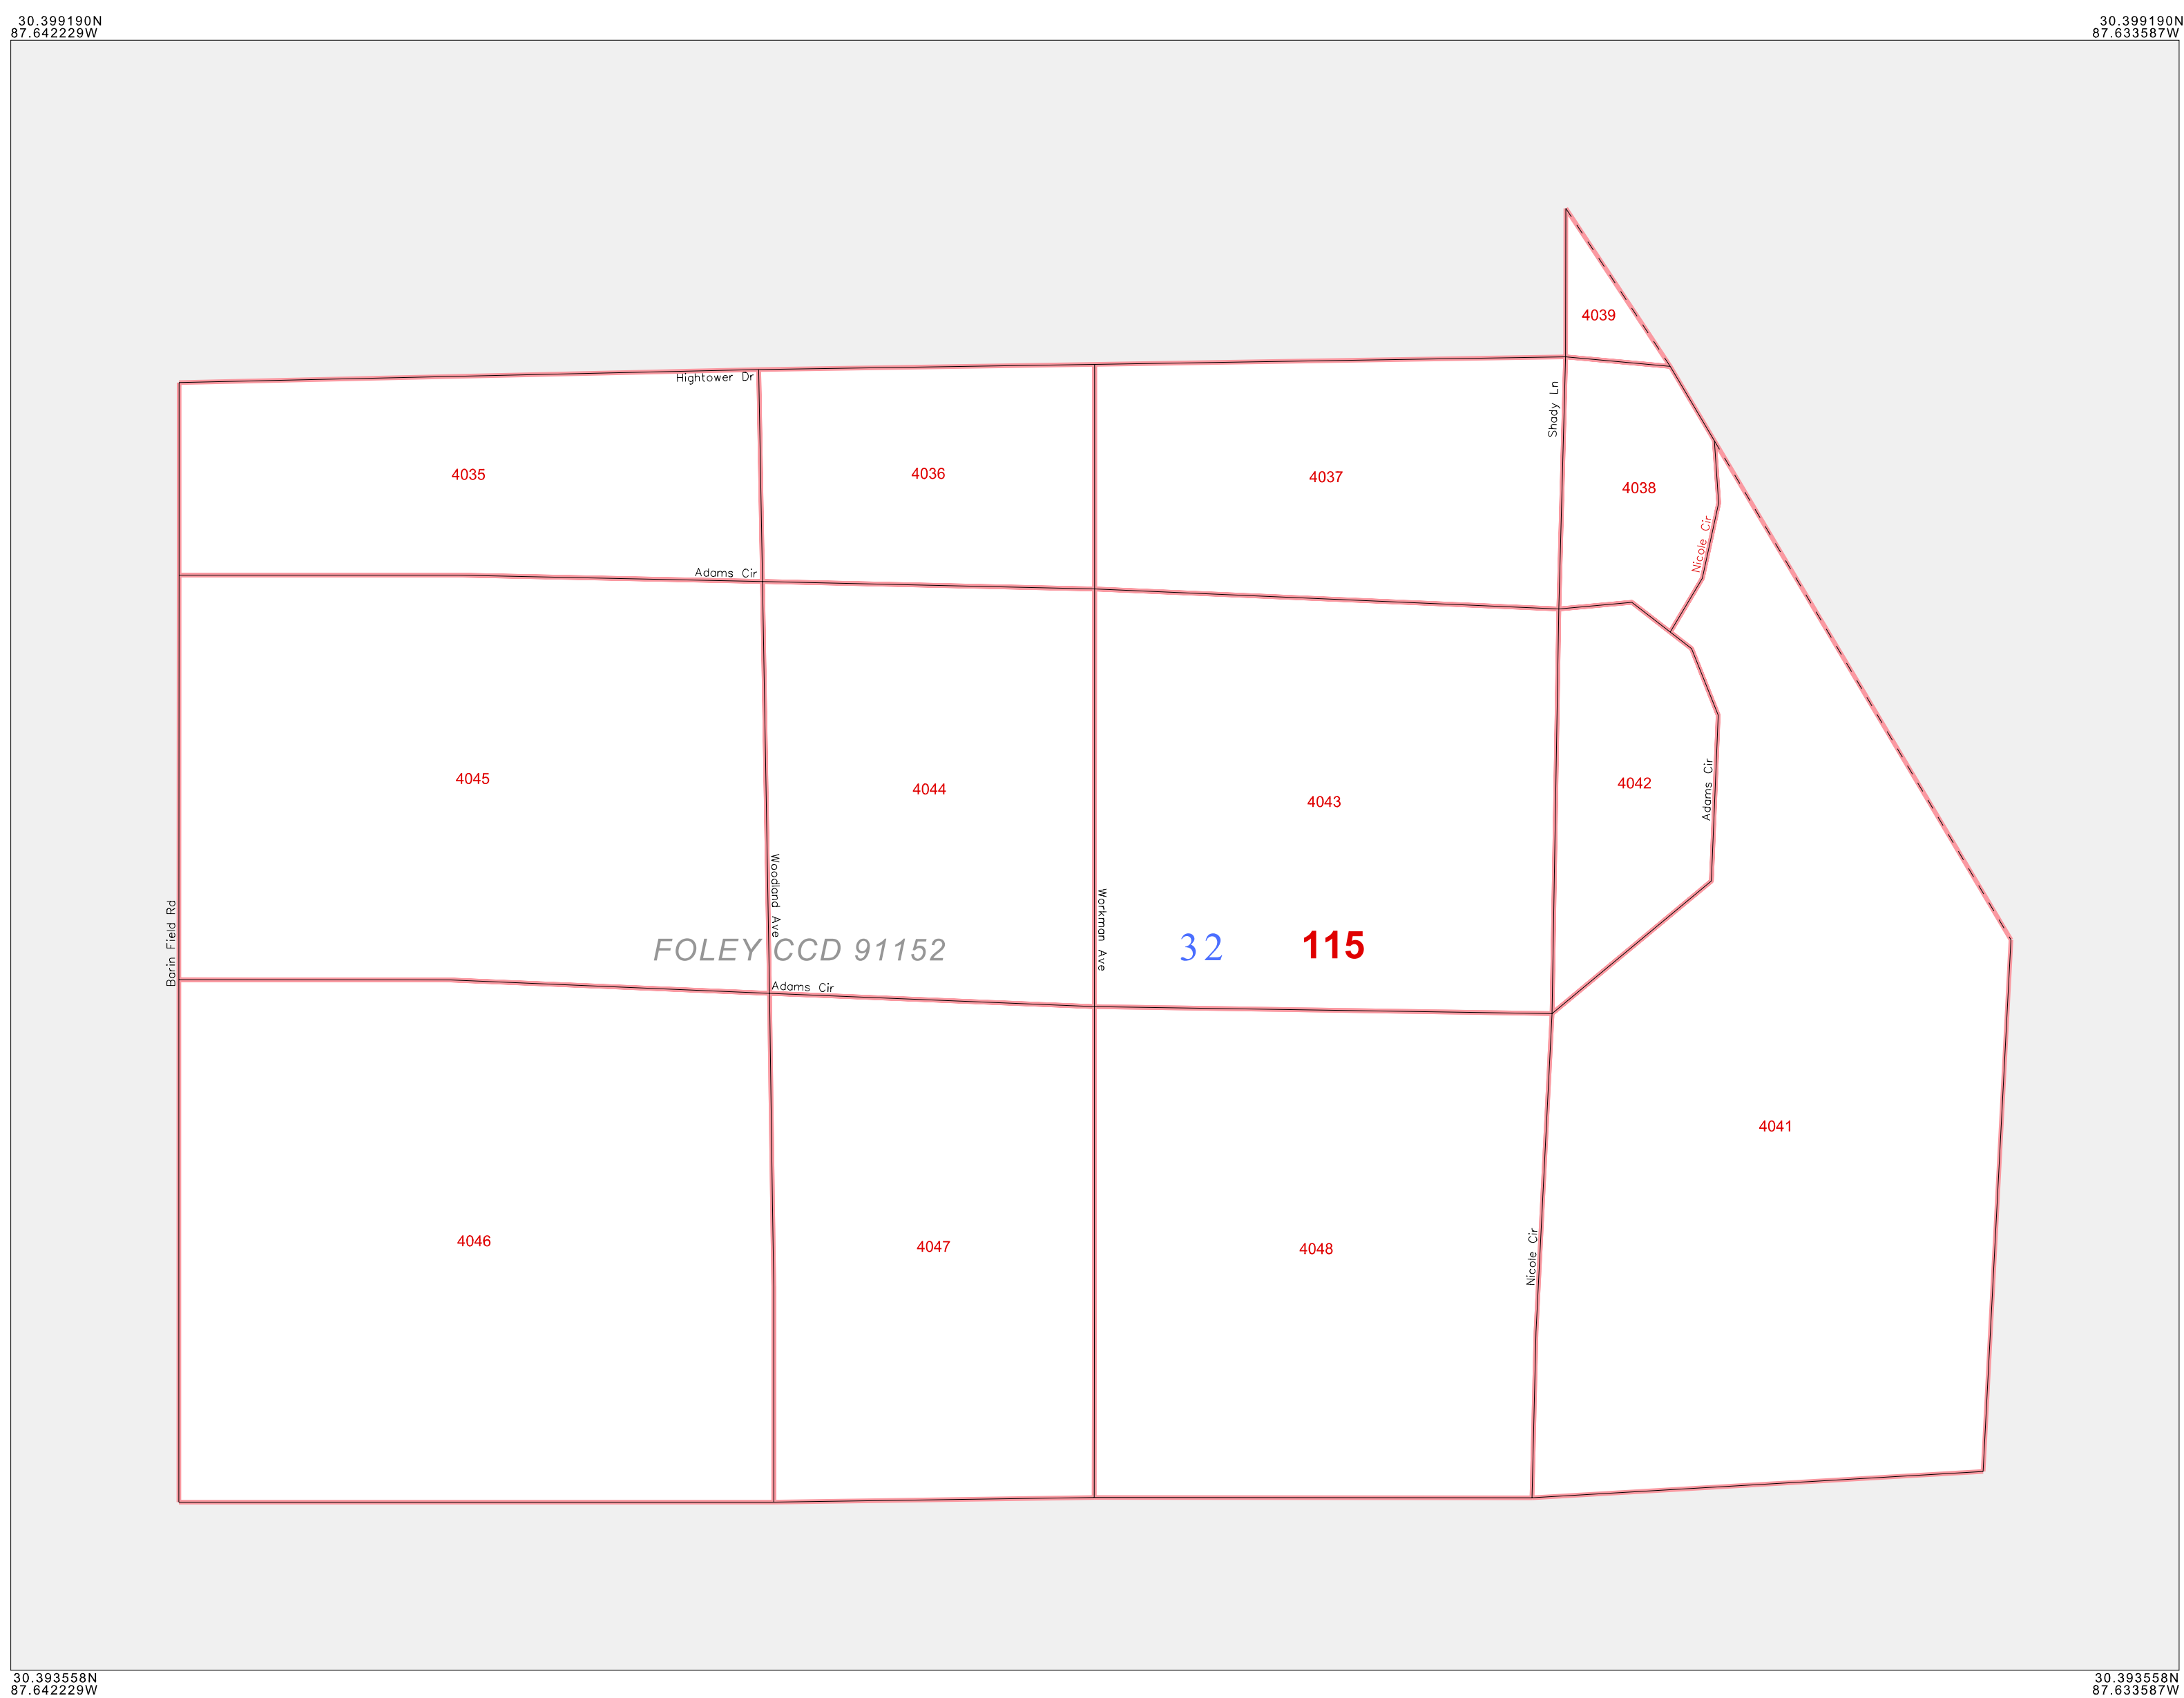 30.399190N
87.642229W
30.399190N
87.633587W
4039
Hightower Dr
Shady Ln
4035
4036
4037
4038
Nicole Cir
Adams Cir
4045
4044
4043
4042
Adams Cir
Barin Field Rd
Woodland Ave
Workman Ave
FOLEY CCD 91152
32
115
Adams Cir
4041
4046
4047
4048
Nicole Cir
30.393558N
87.642229W
30.393558N
87.633587W